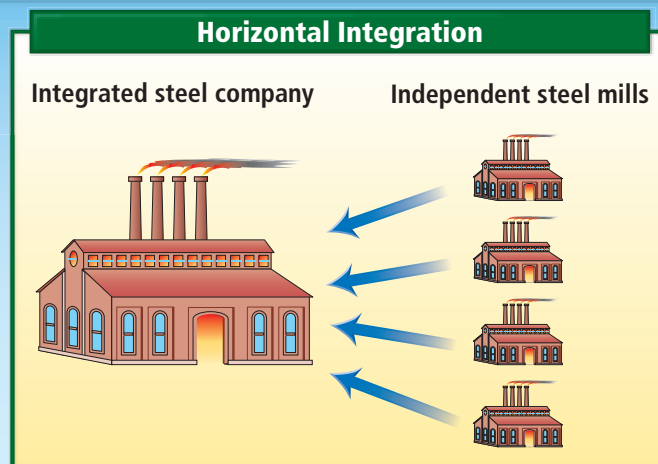 Horizontal Integration
Integrated steel company
Independent steel mills